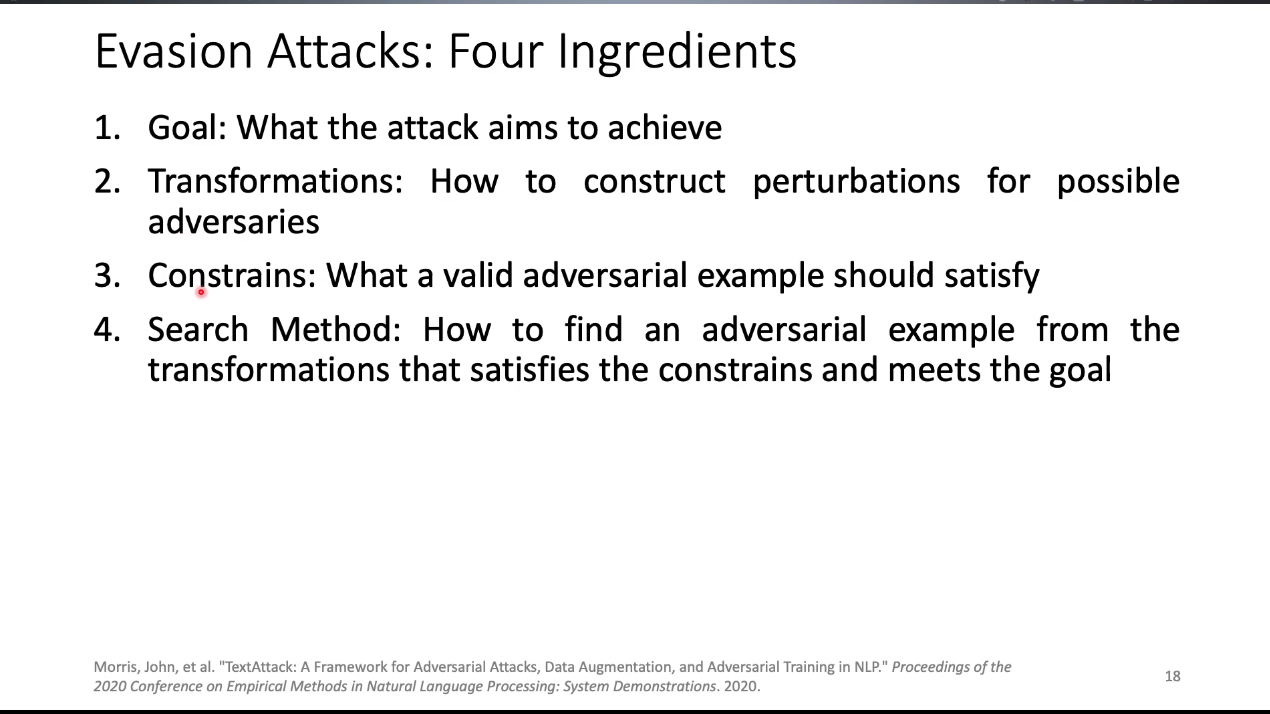 Evasion Attacks: Four Ingredients
1. Goal: What the attack aims to achieve
2. Transformations: How to construct perturbations for possible
adversaries
3. Constrains: What a valid adversarial example should satisfy
4. Search Method: How to find an adversarial example from the
transformations that satisfies the constrains and meets the goal
Morris, John, et al. "TextAttack: A Framework for Adversarial Attacks, Data Augmentation, and Adversarial Training in NLP." Proceedings of the
2020 Conference on Empirical Methods in Natural Language Processing: System Demonstrations. 2020.
18